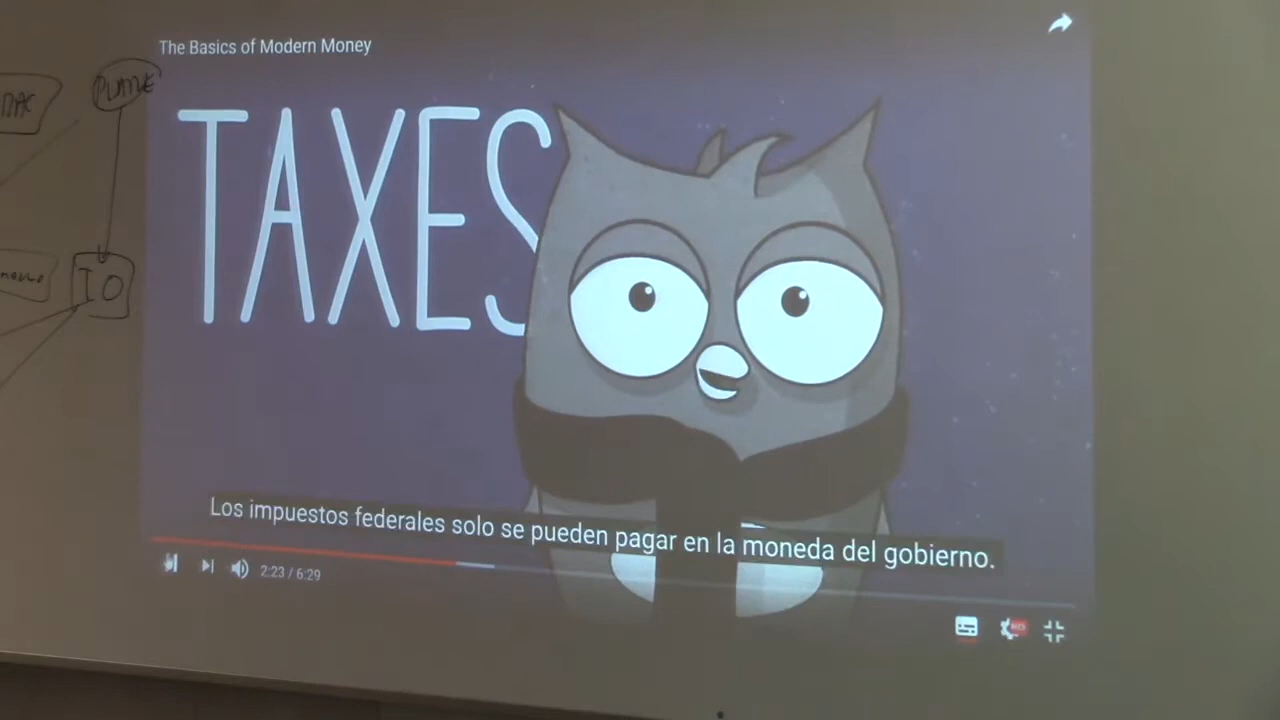 The Basics of Modern Money
TAXES
Los impuestos federales solo se pueden pagar en la moneda del gobierno.
2:23 / 6:29
IO